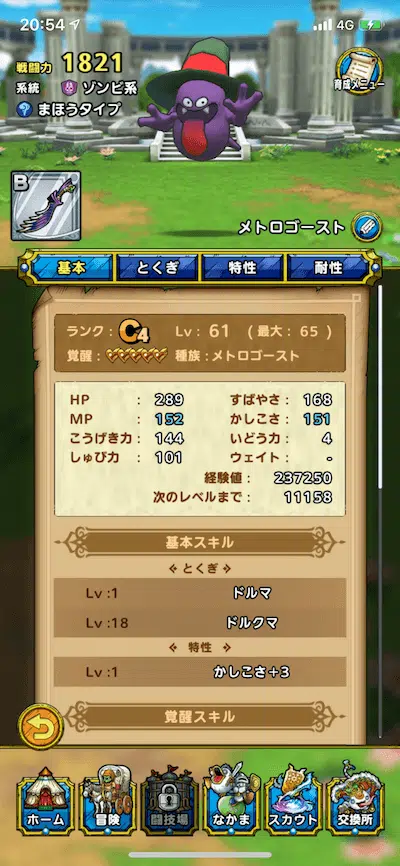 20:54 4G
戦闘力 1821
系統 ゾンビ系
まほうタイプ
育成メニュー
B
メトロゴースト
基本 とくぎ 特性 耐性
ランク: C4 Lv: 61 (最大: 65)
覚醒: 種族:メトロゴースト
HP : 289 すばやさ: 168
MP : 152 かしこさ: 151
こうげき力: 144 いどう力: 4
しゅび力: 101 ウェイト: -
経験値: 237250
次のレベルまで: 11158
基本スキル
とくぎ
Lv:1 ドルマ
Lv:18 ドルクマ
特性
Lv:1 かしこさ+3
覚醒スキル
ホーム 冒険 闘技場 なかま スカウト 交換所